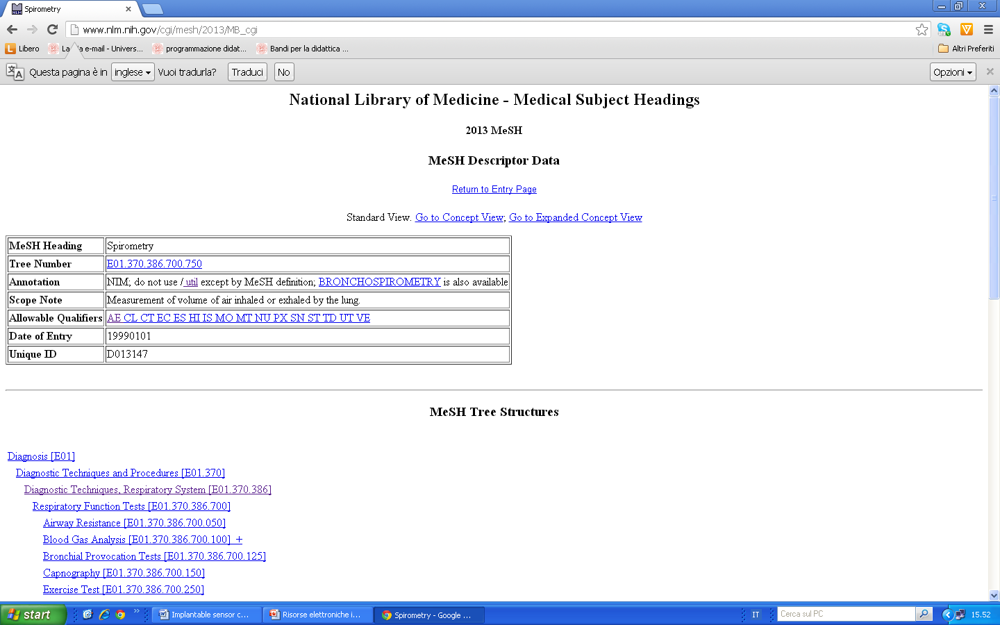 Spirometry
www.nlm.nih.gov/cgi/mesh/2013/MB_cgi
Libero
e-mail - Univers...
programmazione didat...
Bandi per la didattica ...
Altri Preferiti
Questa pagina è in inglese Vuoi tradurla? Traduci No Opzioni
National Library of Medicine - Medical Subject Headings
2013 MeSH
MeSH Descriptor Data
Return to Entry Page
Standard View. Go to Concept View; Go to Expanded Concept View
MeSH Heading Spirometry
Tree Number E01.370.386.700.750
Annotation NIM; do not use / util except by MeSH definition; BRONCHOSPIROMETRY is also available
Scope Note Measurement of volume of air inhaled or exhaled by the lung.
Allowable Qualifiers AE CL CT EC ES HI IS MO MT NU PX SN ST TD UT VE
Date of Entry 19990101
Unique ID D013147
MeSH Tree Structures
Diagnosis [E01]
Diagnostic Techniques and Procedures [E01.370]
Diagnostic Techniques, Respiratory System [E01.370.386]
Respiratory Function Tests [E01.370.386.700]
Airway Resistance [E01.370.386.700.050]
Blood Gas Analysis [E01.370.386.700.100] +
Bronchial Provocation Tests [E01.370.386.700.125]
Capnography [E01.370.386.700.150]
Exercise Test [E01.370.386.700.250]
start
Implantable sensor c...
Risorse elettroniche i...
Spirometry - Google ...
IT
Cerca sul PC
15.52